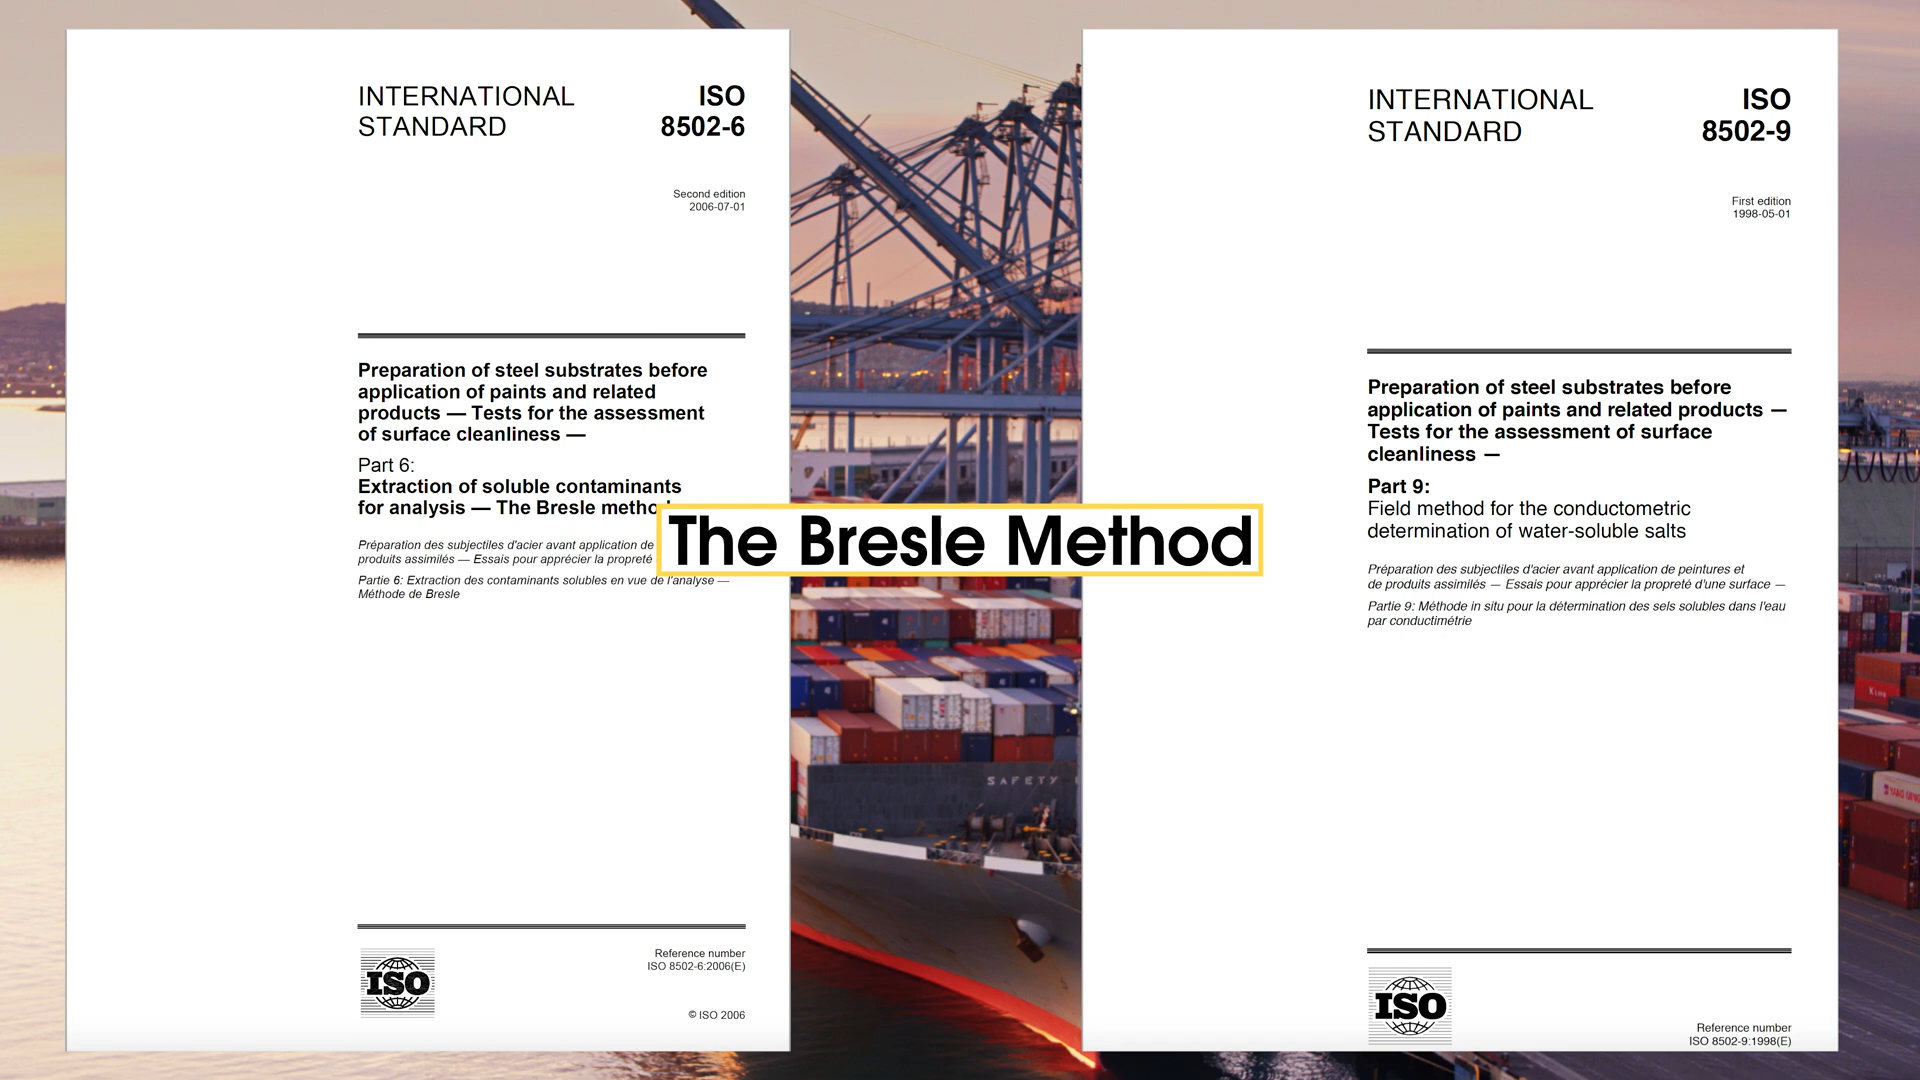 INTERNATIONAL
STANDARD
ISO
8502-6
Second edition
2006-07-01
Preparation of steel substrates before
application of paints and related
products — Tests for the assessment
of surface cleanliness —
Part 6:
Extraction of soluble contaminants
for analysis — The Bresle
Préparation des subjectiles d'acier avant application de
produits assimilés — Essais pour apprécier la propreté
Partie 6: Extraction des contaminants solubles en vue de l'analyse —
Méthode de Bresle
ISO
Reference number
ISO 8502-6:2006(E)
© ISO 2006
The Bresle Method
SAFETY
INTERNATIONAL
STANDARD
ISO
8502-9
First edition
1998-05-01
Preparation of steel substrates before
application of paints and related products —
Tests for the assessment of surface
cleanliness —
Part 9:
Field method for the conductometric
determination of water-soluble salts
Préparation des subjectiles d'acier avant application de peintures et
de produits assimilés — Essais pour apprécier la propreté d'une surface —
Partie 9: Méthode in situ pour la détermination des sels solubles dans l'eau
par conductimétrie
ISO
Reference number
ISO 8502-9:1998(E)